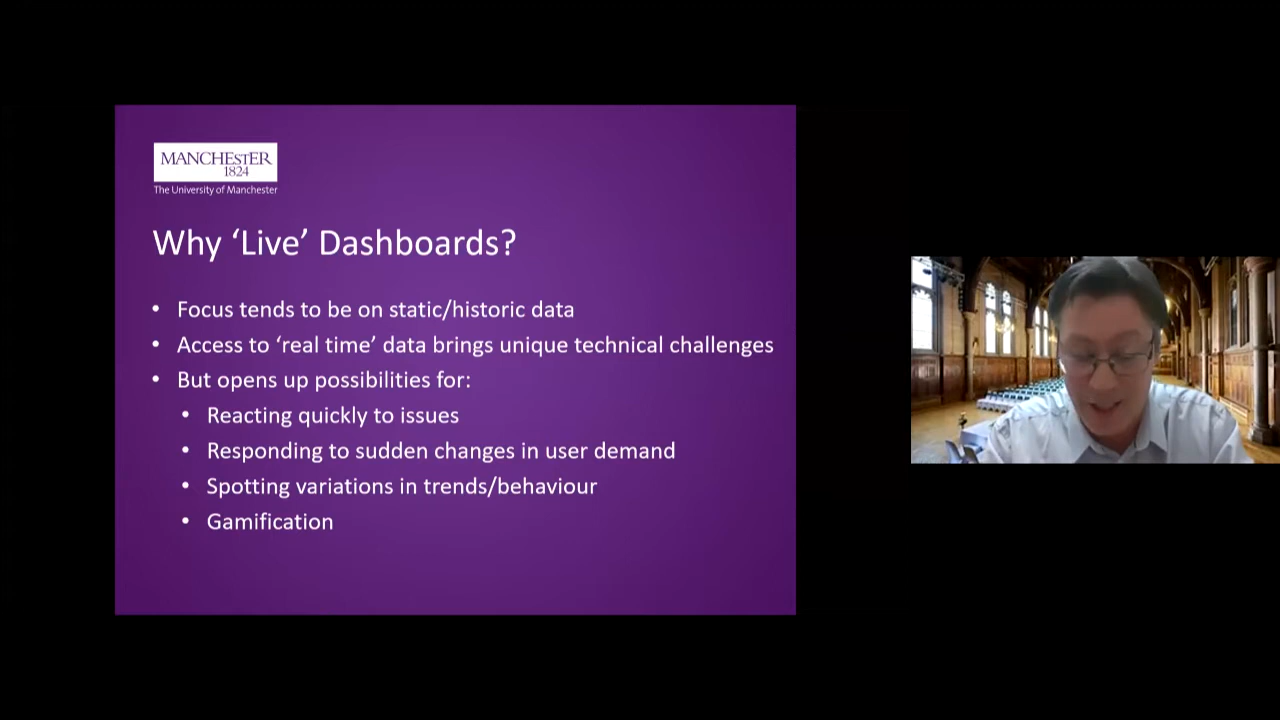 MANCHESTER
1824
The University of Manchester
Why ‘Live’ Dashboards?
• Focus tends to be on static/historic data
• Access to ‘real time’ data brings unique technical challenges
• But opens up possibilities for:
• Reacting quickly to issues
• Responding to sudden changes in user demand
• Spotting variations in trends/behaviour
• Gamification